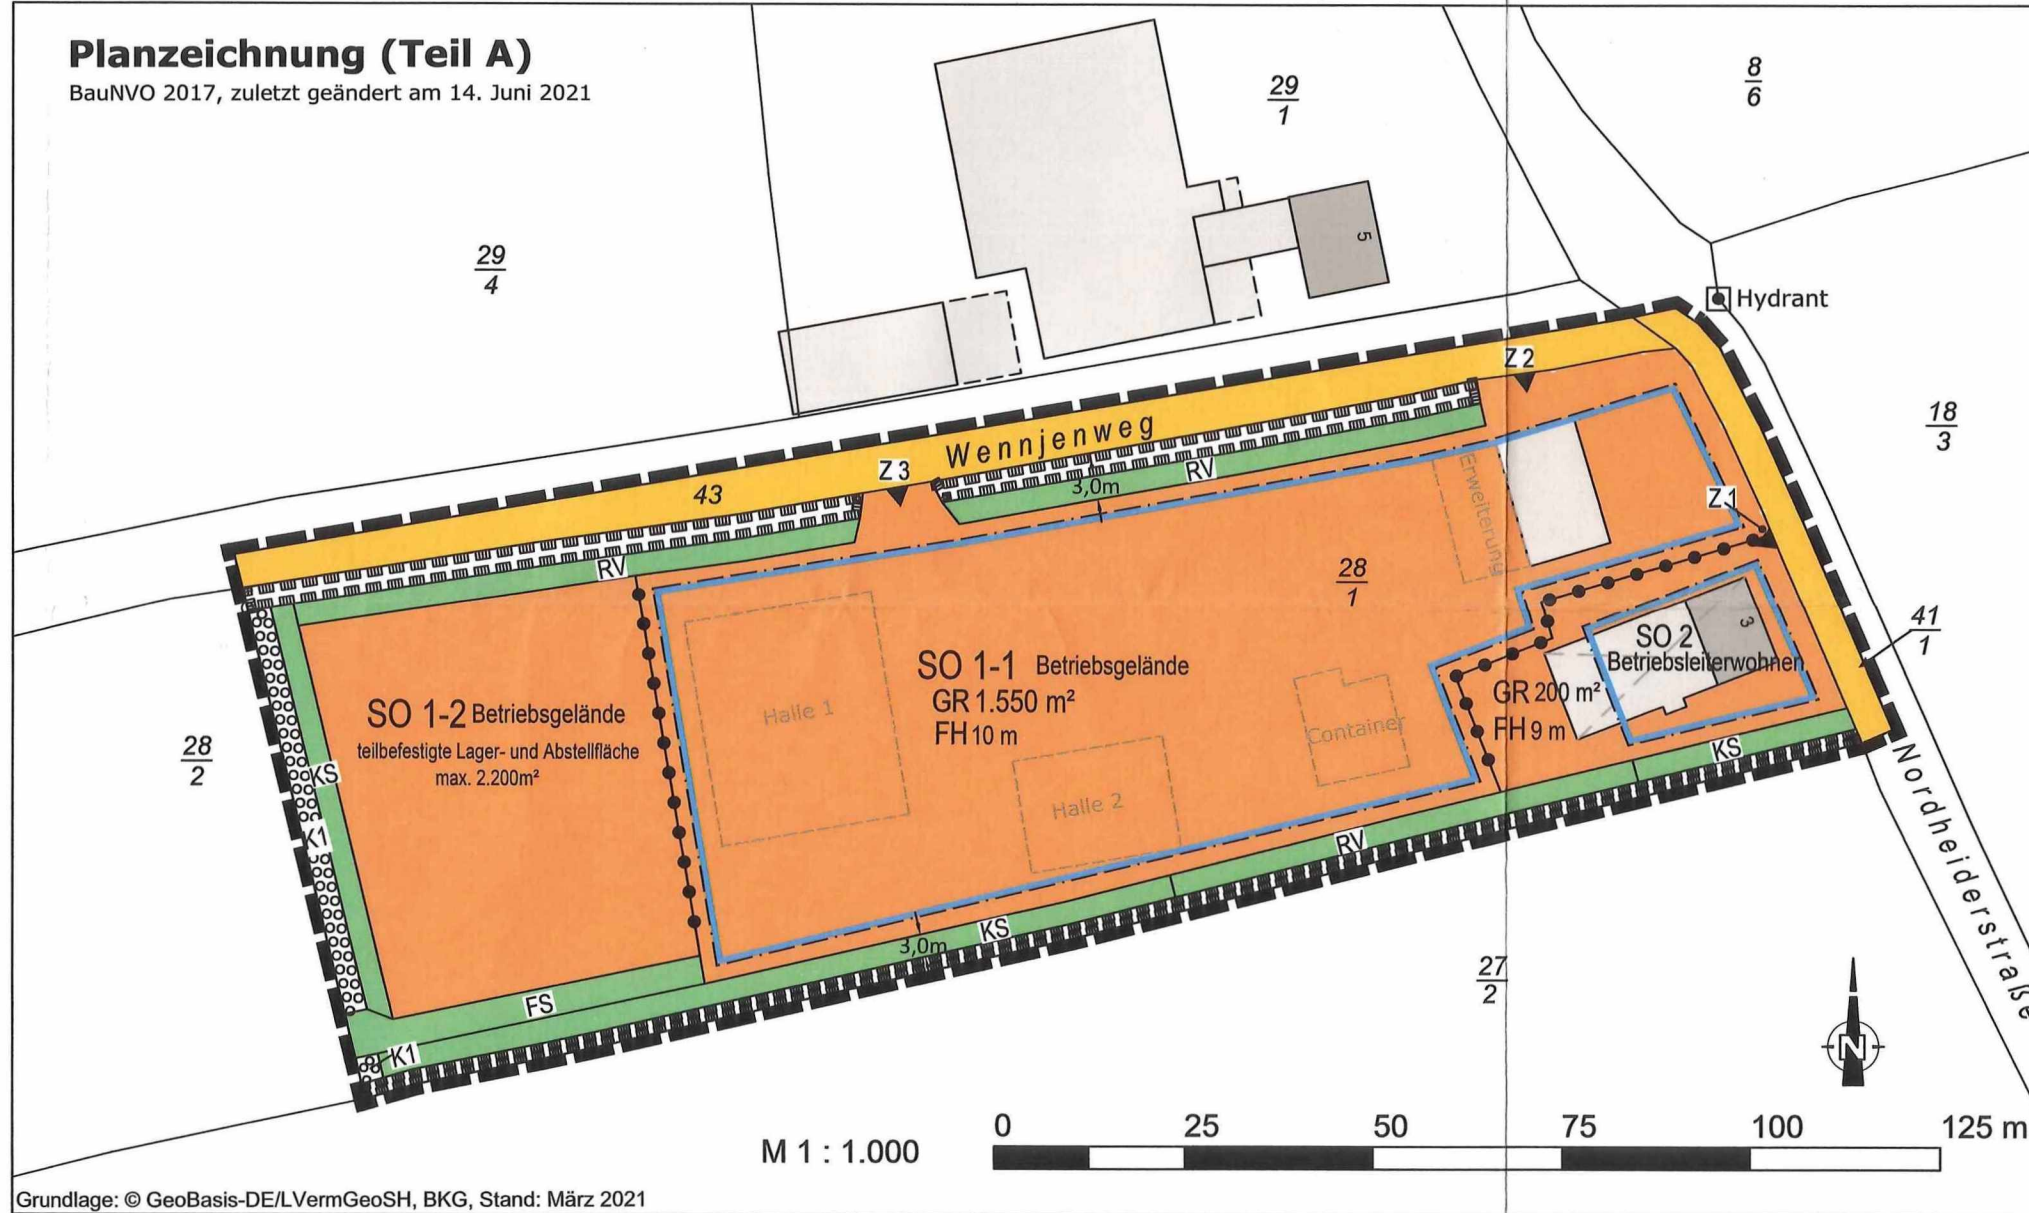 Planzeichnung (Teil A)
BauNVO 2017, zuletzt geändert am 14. Juni 2021
29
1
8
6
29
4
5
Hydrant
18
3
Z 2
Wennjenweg
Z 3
43
RV
3,0m
Erweiterung
Z 1
RV
28
1
41
1
3
SO 2
Betriebsleiterwohnen
GR 200 m²
FH 9 m
SO 1-1 Betriebsgelände
GR 1.550 m²
FH 10 m
Halle 1
SO 1-2 Betriebsgelände
teilbefestigte Lager- und Abstellfläche
max. 2.200m²
Container
Halle 2
28
2
KS
K1
KS
RV
Nordheiderstraße
KS
3,0m
FS
K1
27
2
N
M 1 : 1.000
0 25 50 75 100 125 m
Grundlage: © GeoBasis-DE/LVermGeoSH, BKG, Stand: März 2021